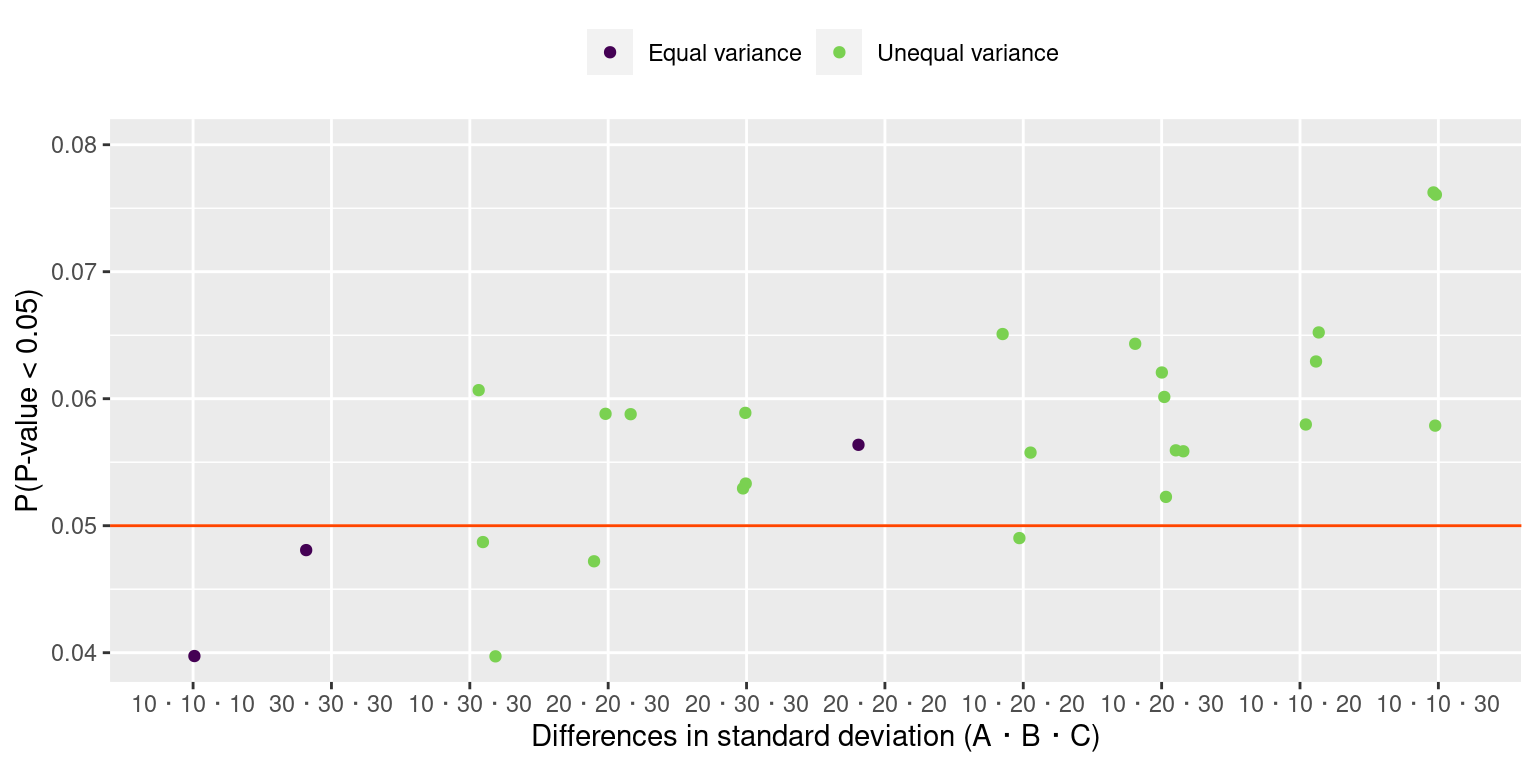 Equal variance Unequal variance
0.08
0.07
0.06
0.05
0.04
P(P-value < 0.05)
10 · 10 · 10 30 · 30 · 30 10 · 30 · 30 20 · 20 · 30 20 · 30 · 30 20 · 20 · 20 10 · 20 · 20 10 · 20 · 30 10 · 10 · 20 10 · 10 · 30
Differences in standard deviation (A · B · C)